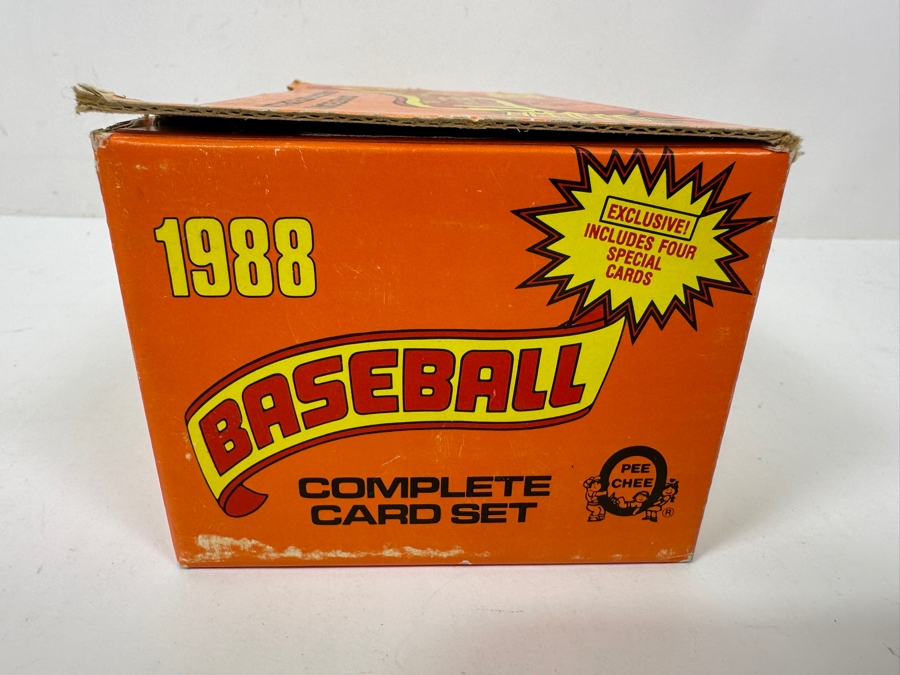 1988
EXCLUSIVE!
INCLUDES FOUR
SPECIAL
CARDS
BASEBALL
COMPLETE
CARD SET
PEE
CHEE
®